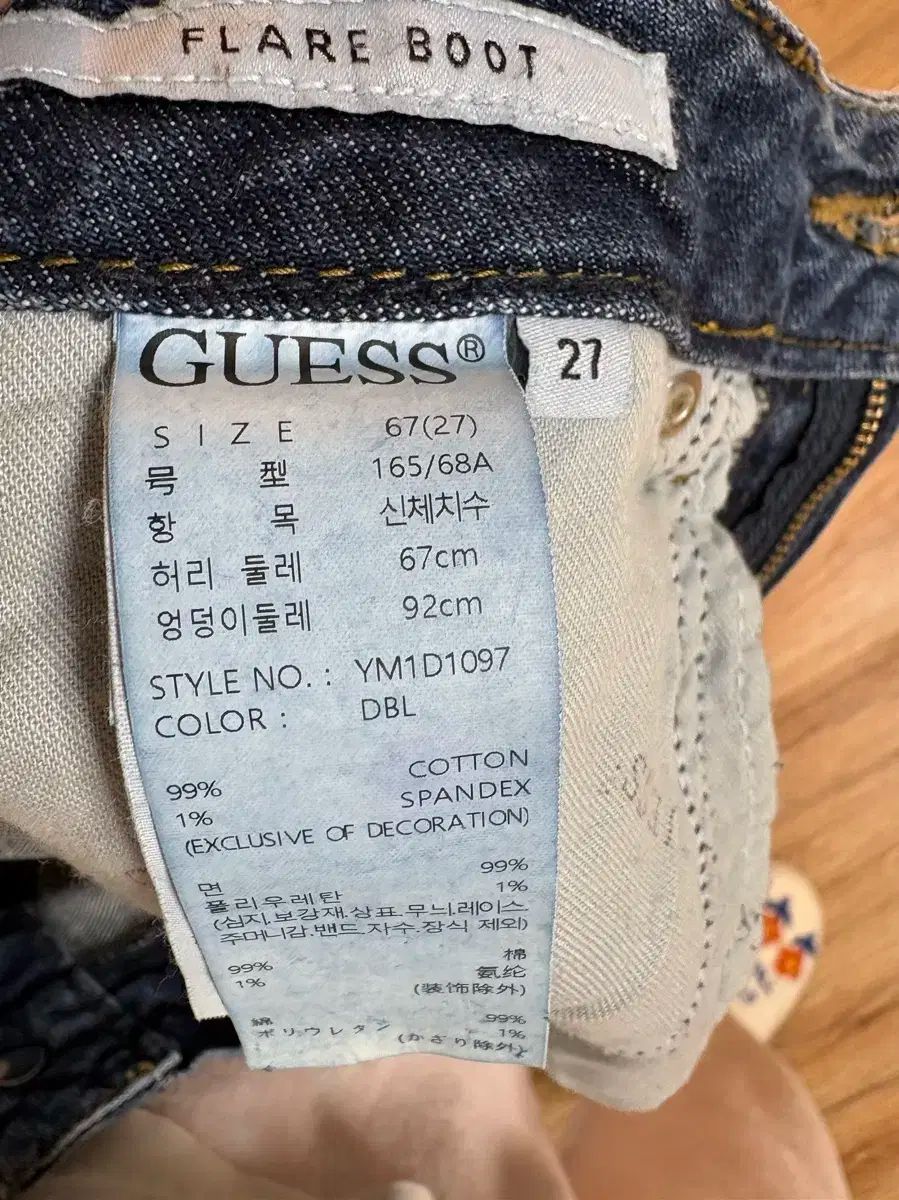 FLARE BOOT
GUESS®
27
SIZE 67(27)
号型 165/68A
항목 신체치수
허리 둘레 67cm
엉덩이둘레 92cm
STYLE NO.: YM1D1097
COLOR: DBL
99% COTTON
1% SPANDEX
(EXCLUSIVE OF DECORATION)
면 99%
폴리우레탄 1%
(심지.보강재.상표.무늬.레이스.
주머니감.밴드.자수.장식 제외)
99% 棉
1% 氨纶
(装饰除外)
綿 99%
ポリウレタン 1%
(かざり除外)